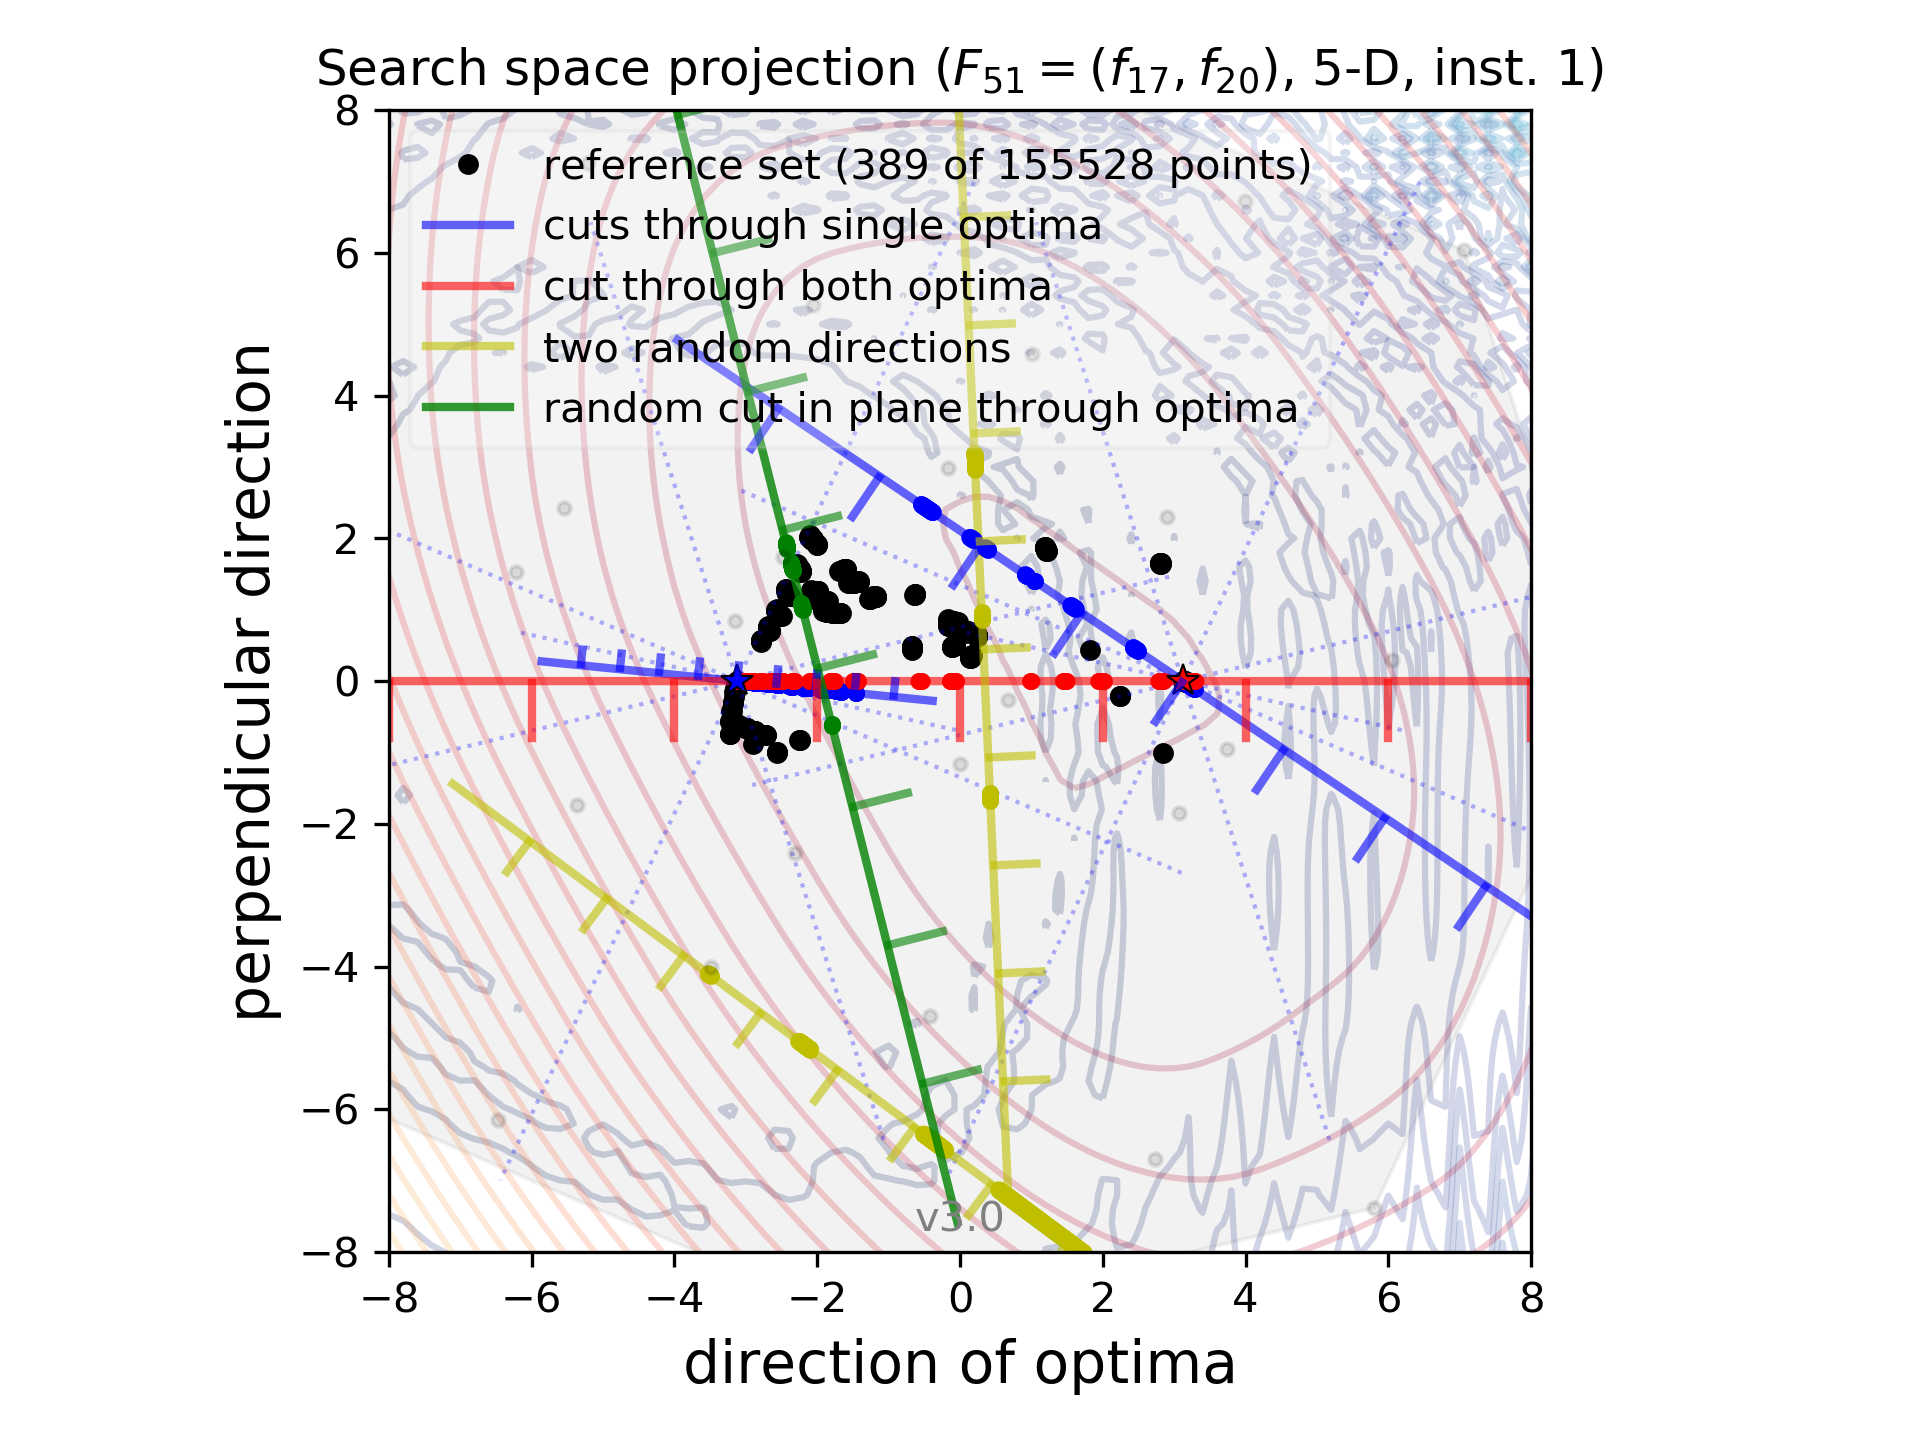 Search space projection (F51 = (f17, f20), 5-D, inst. 1)
8
6
4
2
0
−2
−4
−6
−8
perpendicular direction
reference set (389 of 155528 points)
cuts through single optima
cut through both optima
two random directions
random cut in plane through optima
v3.0
−8 −6 −4 −2 0 2 4 6 8
direction of optima